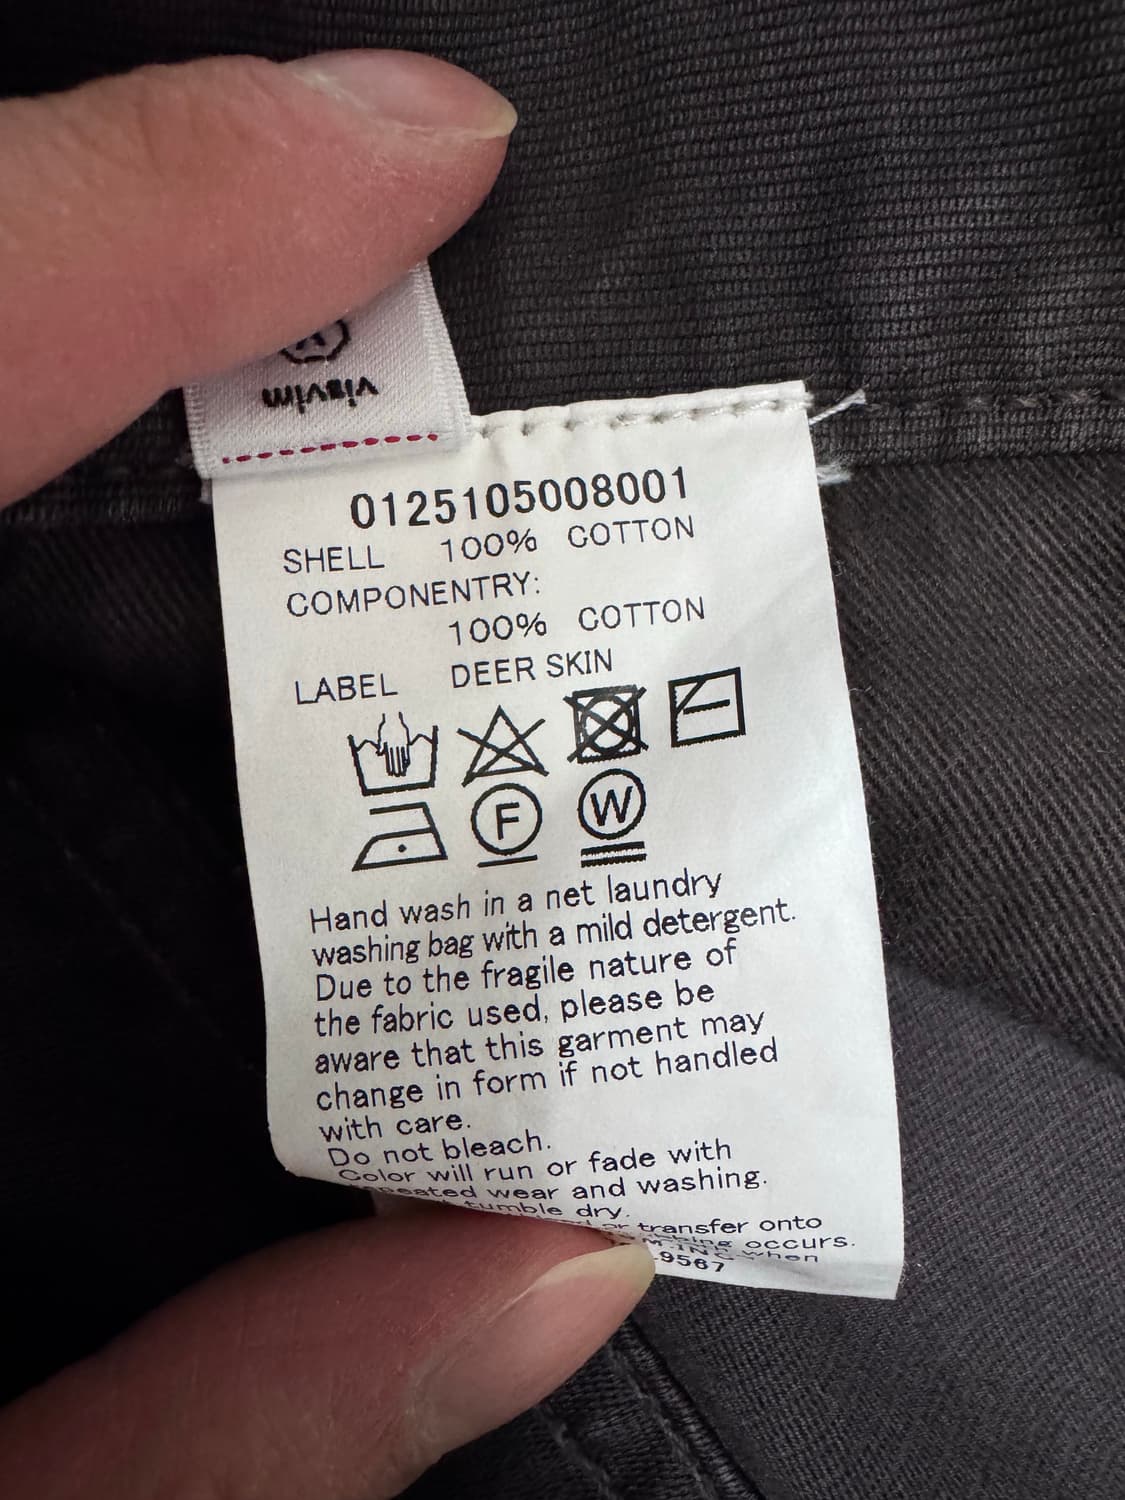 visvim
0125105008001
SHELL 100% COTTON
COMPONENTRY:
100% COTTON
LABEL DEER SKIN
F W
Hand wash in a net laundry
washing bag with a mild detergent.
Due to the fragile nature of
the fabric used, please be
aware that this garment may
change in form if not handled
with care.
Do not bleach.
Color will run or fade with
repeated wear and washing.
tumble dry.
or transfer onto
when
occurs.
9567